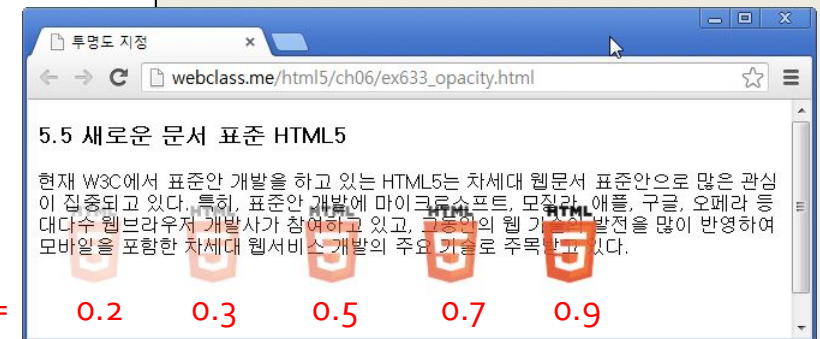 투명도 지정
webclass.me/html5/ch06/ex633_opacity.html
5.5 새로운 문서 표준 HTML5
현재 W3C에서 표준안 개발을 하고 있는 HTML5는 차세대 웹문서 표준안으로 많은 관심
이 집중되고 있다. 특히, 표준안 개발에 마이크로소프트, 모질라, 애플, 구글, 오페라 등
대다수 웹브라우저 개발사가 참여하고 있고, 그동안의 웹 기술의 발전을 많이 반영하여
모바일을 포함한 차세대 웹서비스 개발의 주요 기술로 주목받고 있다.
HTML HTML HTML HTML HTML
= 0.2 0.3 0.5 0.7 0.9